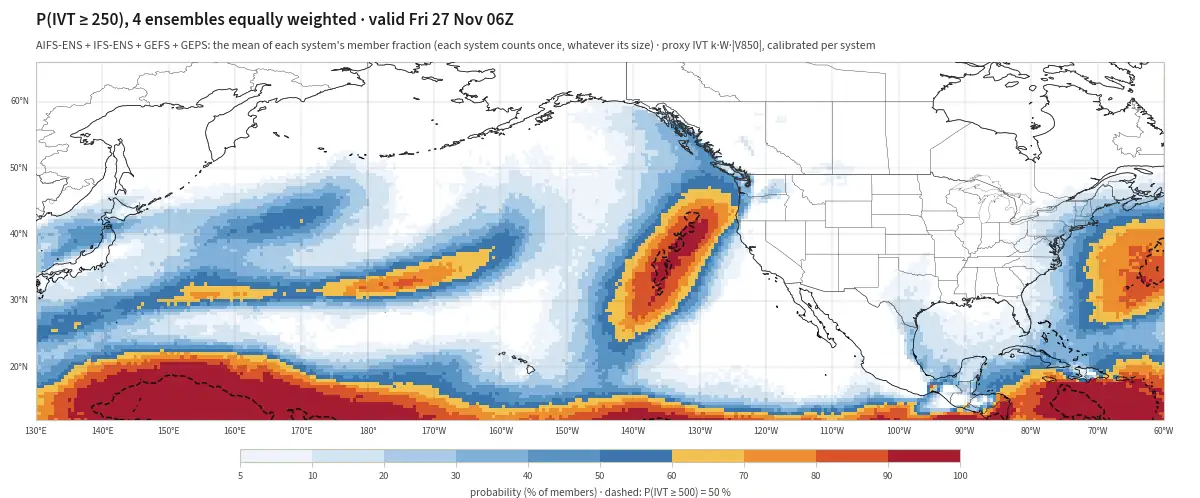 P(IVT ≥ 250), 4 ensembles equally weighted · valid Fri 27 Nov 06Z
AIFS-ENS + IFS-ENS + GEFS + GEPS: the mean of each system's member fraction (each system counts once, whatever its size) · proxy IVT k·W·|V850|, calibrated per system
60°N
50°N
40°N
30°N
20°N
130°E 140°E 150°E 160°E 170°E 180° 170°W 160°W 150°W 140°W 130°W 120°W 110°W 100°W 90°W 80°W 70°W 60°W
5 10 20 30 40 50 60 70 80 90 100
probability (% of members) · dashed: P(IVT ≥ 500) = 50 %